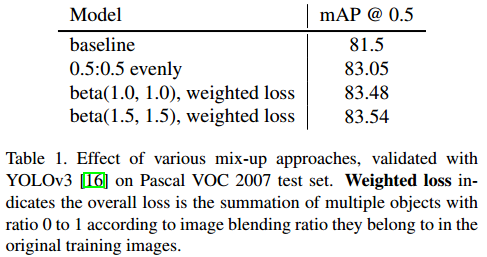 Model mAP @ 0.5
baseline 81.5
0.5:0.5 evenly 83.05
beta(1.0, 1.0), weighted loss 83.48
beta(1.5, 1.5), weighted loss 83.54
Table 1. Effect of various mix-up approaches, validated with
YOLOv3 [16] on Pascal VOC 2007 test set. Weighted loss in-
dicates the overall loss is the summation of multiple objects with
ratio 0 to 1 according to image blending ratio they belong to in the
original training images.